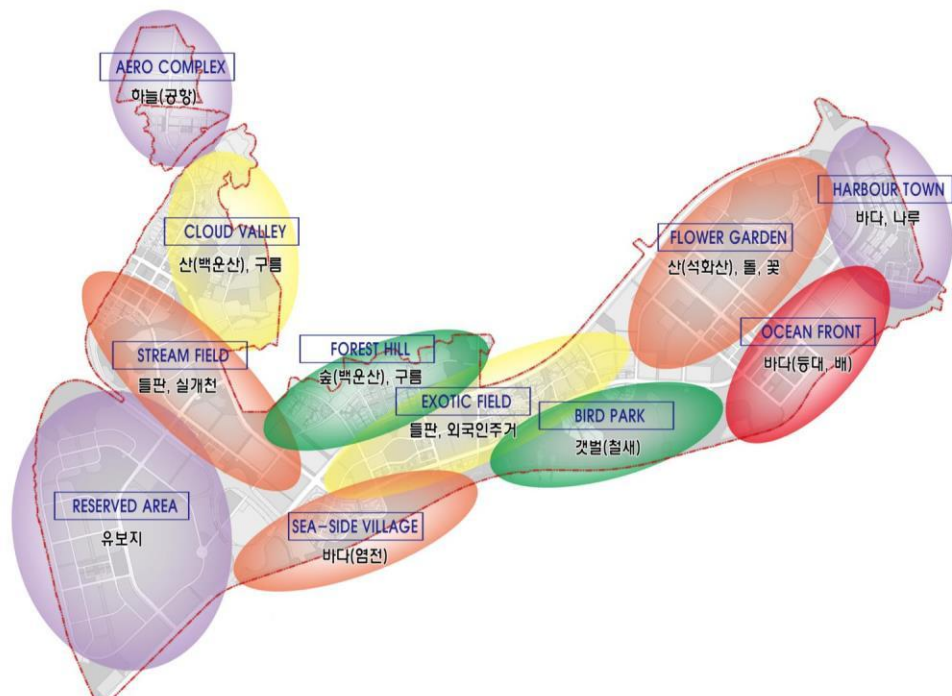 AERO COMPLEX
하늘(공항)
CLOUD VALLEY
산(백운산), 구름
STREAM FIELD
들판, 실개천
FOREST HILL
숲(백운산), 구름
EXOTIC FIELD
들판, 외국인주거
BIRD PARK
갯벌(철새)
FLOWER GARDEN
산(석화산), 돌, 꽃
HARBOUR TOWN
바다, 나루
OCEAN FRONT
바다(등대, 배)
RESERVED AREA
유보지
SEA-SIDE VILLAGE
바다(염전)